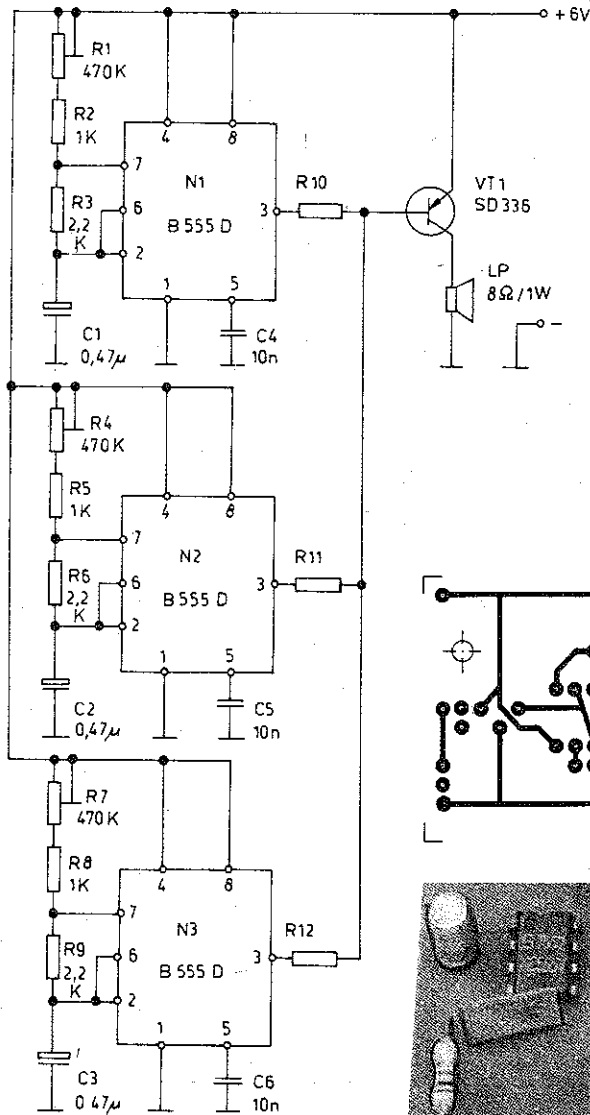 +6V
R1
470K
R2
1K
R3
2,2
K
C1
0,47µ
4
8
7
6
2
N1
B 555 D
3
1
5
C4
10n
R10
VT1
SD 336
LP
8Ω/1W
−
R4
470K
R5
1K
R6
2,2
K
C2
0,47µ
4
8
7
6
2
N2
B 555 D
3
1
5
C5
10n
R11
R7
470K
R8
1K
R9
2,2
K
C3
0 47µ
4
8
7
6
2
N3
B 555 D
3
1
5
C6
10n
R12